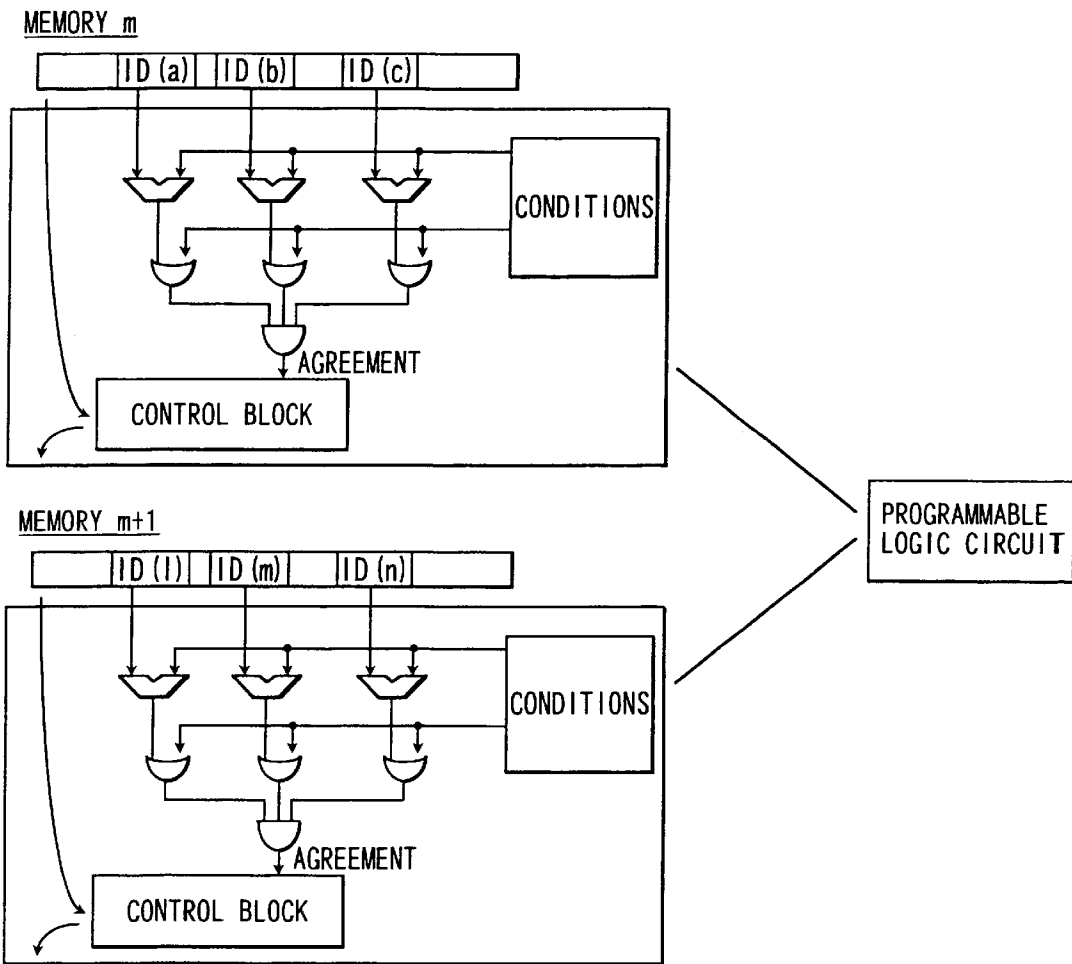 MEMORY m
ID(a) ID(b) ID(c)
CONDITIONS
AGREEMENT
CONTROL BLOCK
PROGRAMMABLE
LOGIC CIRCUIT
MEMORY m+1
ID(l) ID(m) ID(n)
CONDITIONS
AGREEMENT
CONTROL BLOCK